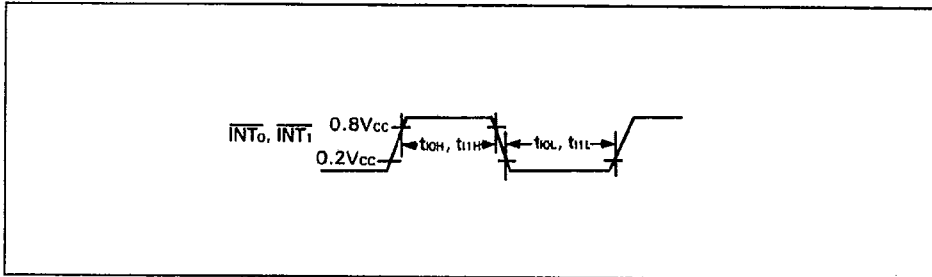 INT0, INT1 0.8Vcc tI0H, tI1H tI0L, tI1L
0.2Vcc